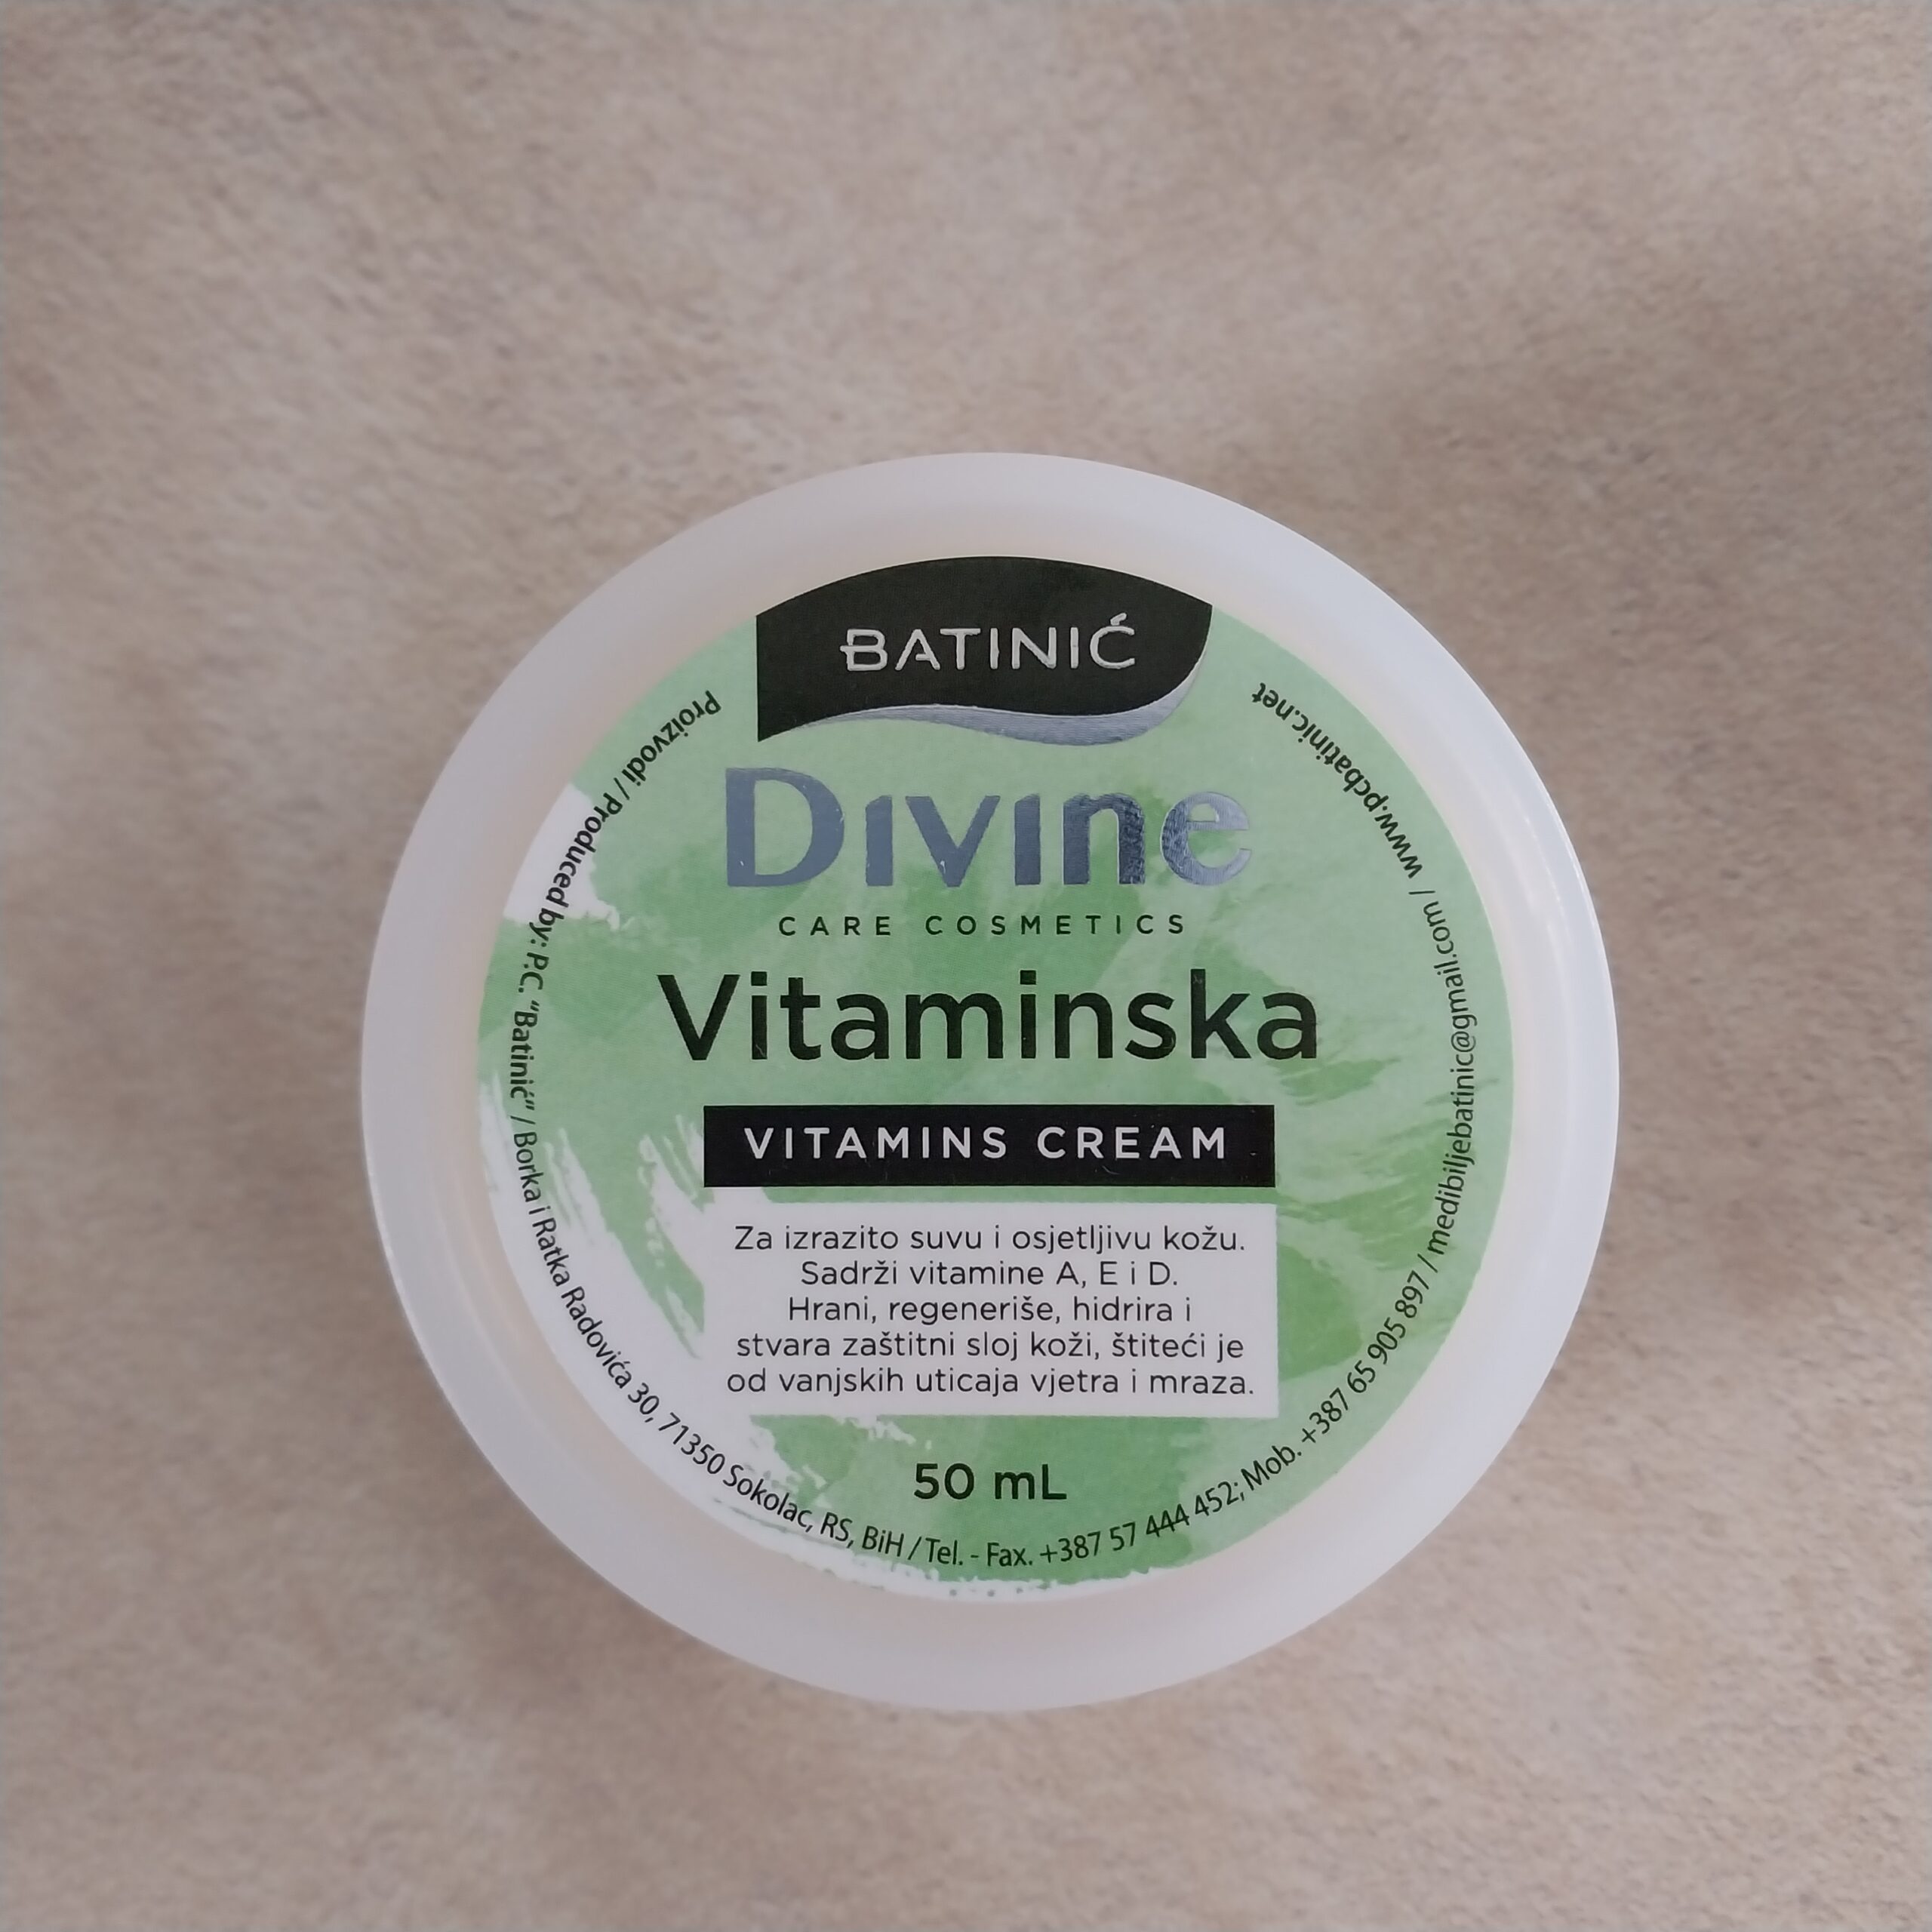 BATINIĆ
Divine
CARE COSMETICS
Vitaminska
VITAMINS CREAM
Za izrazito suvu i osjetljivu kožu.
Sadrži vitamine A, E i D.
Hrani, regeneriše, hidrira i
stvara zaštitni sloj koži, štiteći je
od vanjskih uticaja vjetra i mraza.
50 mL
Proizvodi / Produced by: P.C. "Batinić" / Borka i Ratka Radovića 30, 71350 Sokolac, RS, BiH / Tel. - Fax. +387 57 444 452; Mob. +387 65 905 897 / medibiljebatinic@gmail.com / www.pcbatinic.net